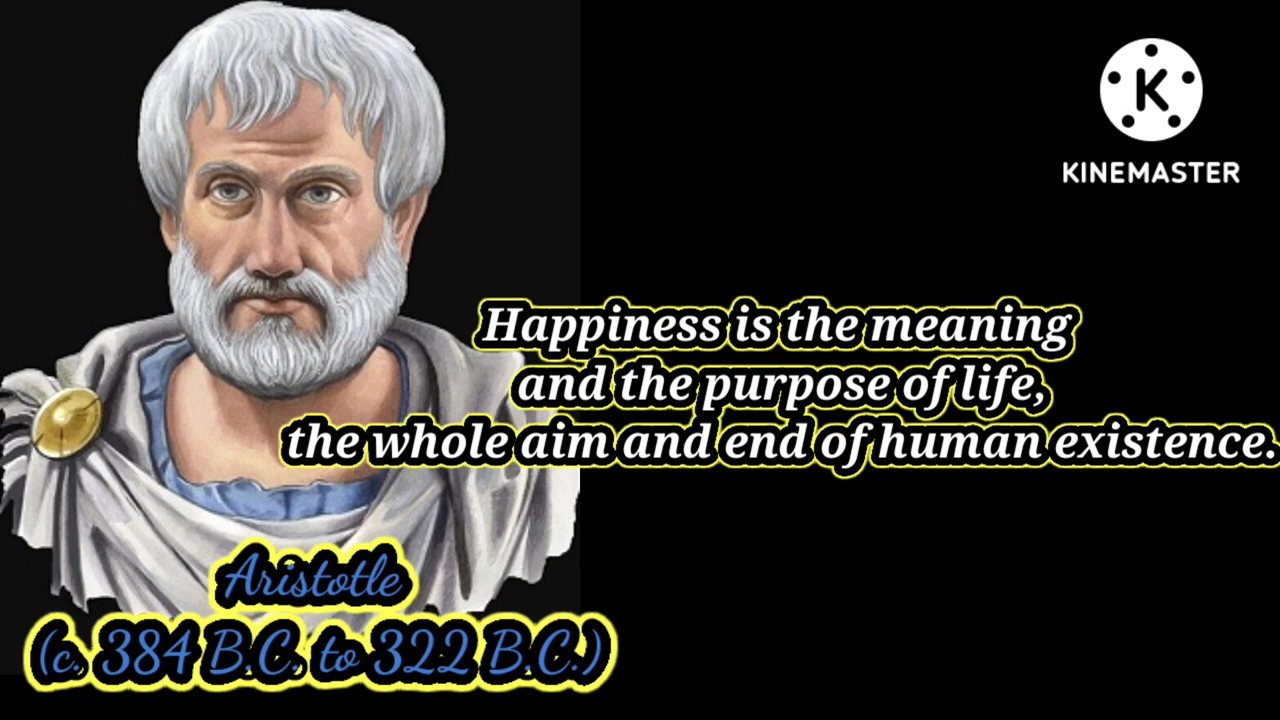 K
KINEMASTER
Happiness is the meaning
and the purpose of life,
the whole aim and end of human existence.
Aristotle
(c. 384 B.C. to 322 B.C.)